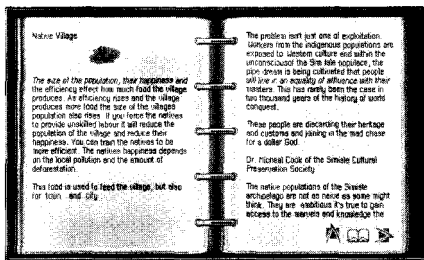 Native Village
The size of the population, their happiness and
the efficiency effect how much food the village
produces. As efficiency rises and the village
produces more food the size of the villages
population also rises. If you force the natives
to provide unskilled labour it will reduce the
population of the village and reduce their
happiness. You can train the natives to be
more efficient. The natives happiness depends
on the local pollution and the amount of
deforestation.
This food is used to feed the village, but also
for town and city
The problem isn't just one of exploitation.
Workers from the indigenous populations are
exposed to Western culture and within the
unconscious of the Sim Isle populace, the
pipe dream is being cultivated that people
will live in an equality of affluence with their
masters. This has rarely been the case in
two thousand years of the history of world
conquest.
These people are discarding their heritage
and customs and joining in the mad chase
for a dollar God.
Dr. Micheal Cook of the Simisle Cultural
Preservation Society
The native populations of the Simisle
archipelago are not as naive as some might
think. They are ambitious it's true to gain
access to the marvels and knowledge the